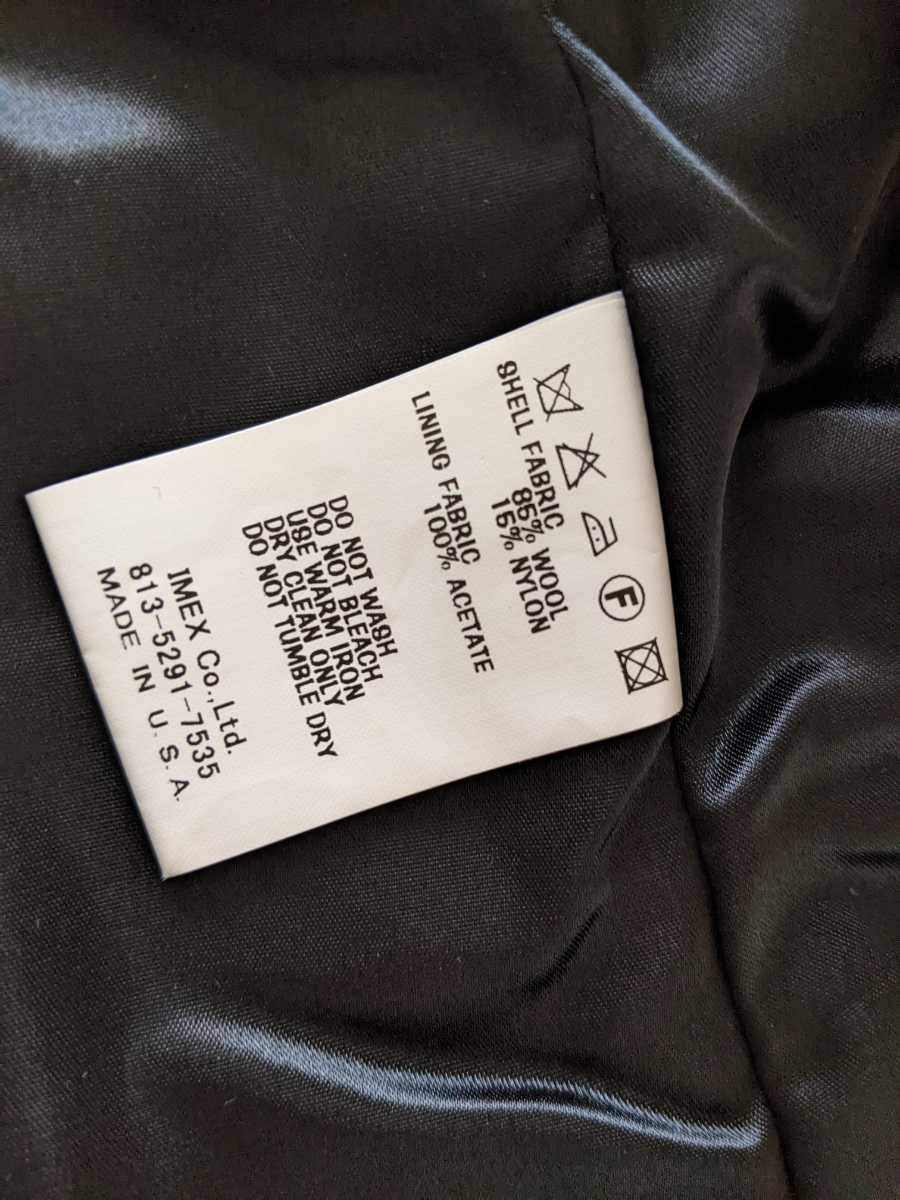 SHELL FABRIC
85% WOOL
15% NYLON
LINING FABRIC
100% ACETATE
DO NOT WASH
DO NOT BLEACH
USE WARM IRON
DRY CLEAN ONLY
DO NOT TUMBLE DRY
IMEX Co.,Ltd.
813-5291-7535
MADE IN U.S.A.
F